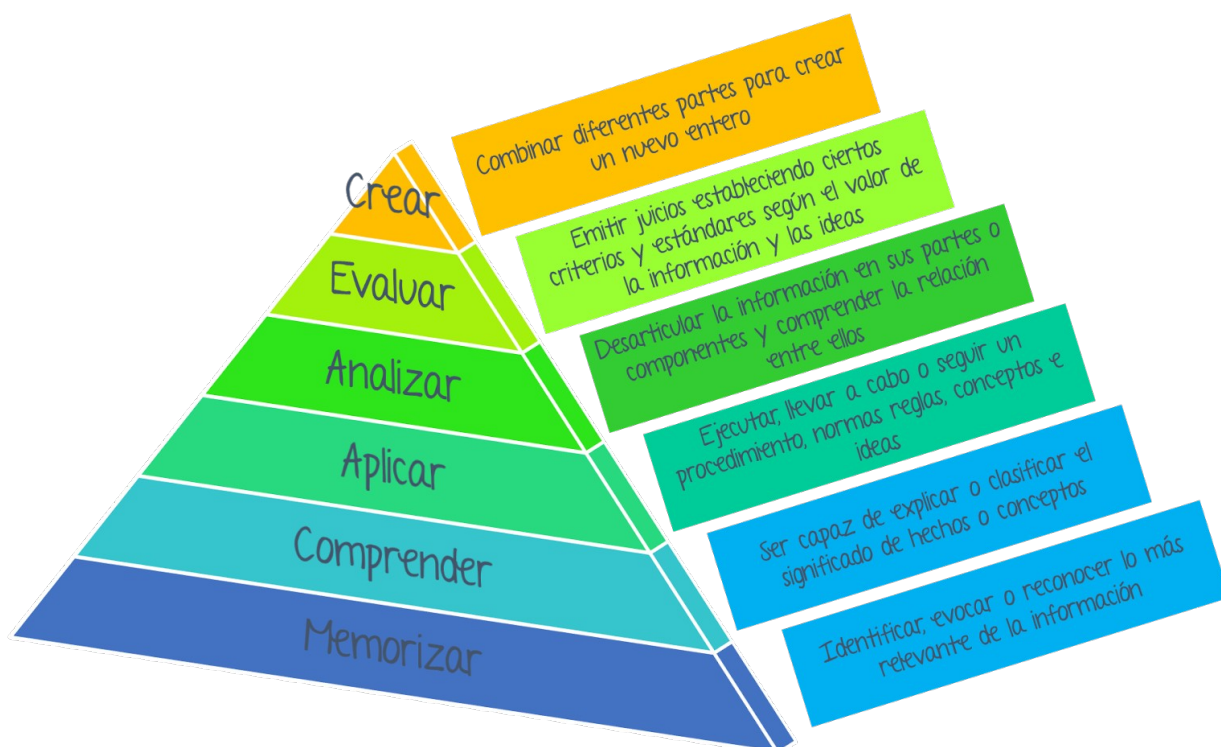 Crear
Combinar diferentes partes para crear
un nuevo entero
Evaluar
Emitir juicios estableciendo ciertos
criterios y estándares según el valor de
la información y las ideas
Analizar
Desarticular la información en sus partes o
componentes y comprender la relación
entre ellos
Aplicar
Ejecutar, llevar a cabo o seguir un
procedimiento, normas reglas, conceptos e
ideas
Comprender
Ser capaz de explicar o clasificar el
significado de hechos o conceptos
Memorizar
Identificar, evocar o reconocer lo más
relevante de la información